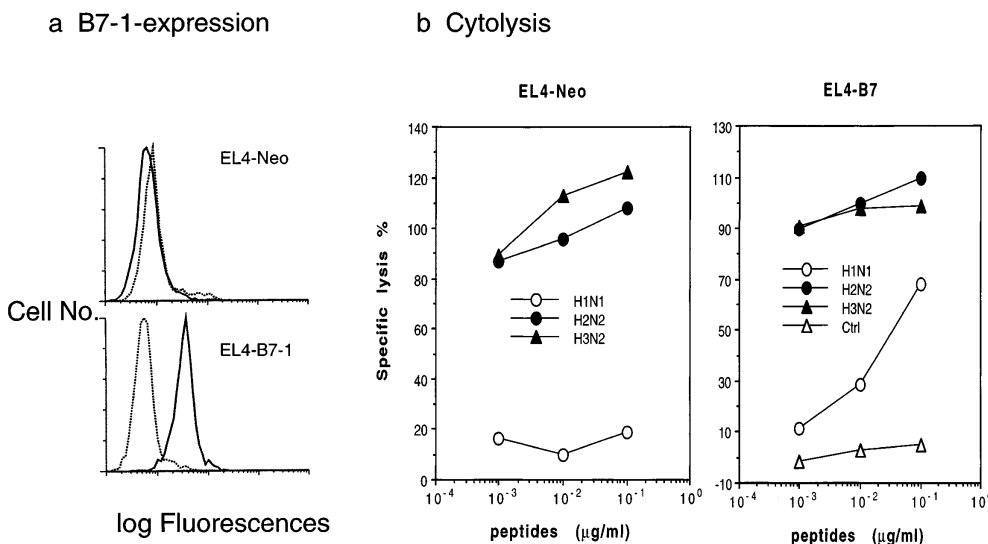 a B7-1-expression
EL4-Neo
Cell No.
EL4-B7-1
log Fluorescences
b Cytolysis
EL4-Neo
140
120
100
80
60
40
20
0
Specific lysis %
H1N1
H2N2
H3N2
10⁻⁴ 10⁻³ 10⁻² 10⁻¹ 10⁰
peptides (μg/ml)
EL4-B7
130
110
90
70
50
30
10
-10
H1N1
H2N2
H3N2
Ctrl
10⁻⁴ 10⁻³ 10⁻² 10⁻¹ 10⁰
peptides (μg/ml)